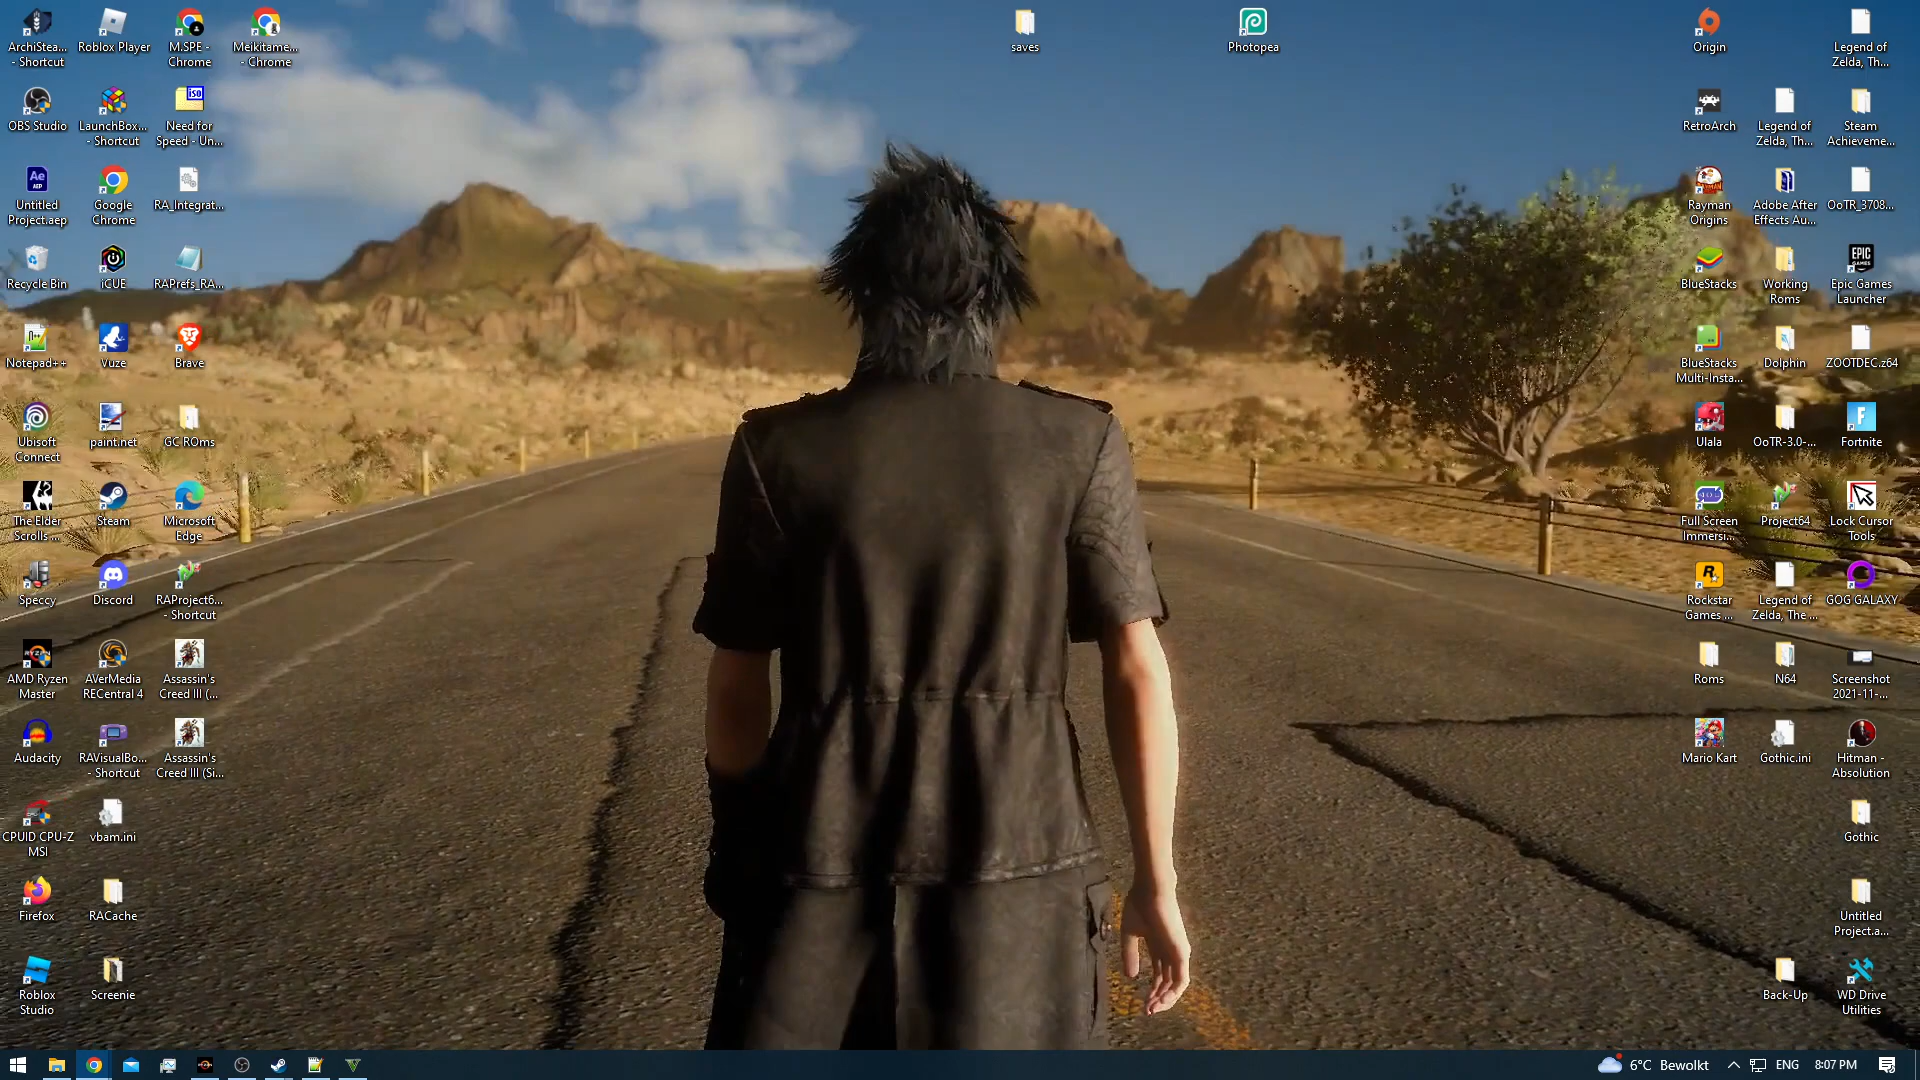 ArchiStea...
- Shortcut
Roblox Player
M.SPE -
Chrome
Meikitame...
- Chrome
saves
Photopea
Origin
Legend of
Zelda, Th...
OBS Studio
LaunchBox...
- Shortcut
ISO
Need for
Speed - Un...
RetroArch
Legend of
Zelda, Th...
Steam
Achieveme...
Ae
AEP
Untitled
Project.aep
Google
Chrome
RA_Integrat...
Rayman
Origins
Adobe After
Effects Au...
OoTR_3708...
Recycle Bin
iCUE
RAPrefs_RA...
BlueStacks
Working
Roms
EPIC
GAMES
Epic Games
Launcher
Notepad++
Vuze
Brave
BlueStacks
Multi-Insta...
Dolphin
ZOOTDEC.z64
Ubisoft
Connect
paint.net
GC ROms
Ulala
OoTR-3.0-...
F
Fortnite
The Elder
Scrolls ...
Steam
Microsoft
Edge
Full Screen
Immersi...
Project64
Lock Cursor
Tools
Speccy
Discord
RAProject6...
- Shortcut
R
Rockstar
Games ...
Legend of
Zelda, The ...
GOG GALAXY
RYZEN
AMD Ryzen
Master
AVerMedia
RECentral 4
Assassin's
Creed III (...
Roms
N64
Screenshot
2021-11-...
Audacity
RAVisualBo...
- Shortcut
Assassin's
Creed III (Si...
Mario Kart
Gothic.ini
Hitman -
Absolution
CPUID CPU-Z
MSI
vbam.ini
Gothic
Firefox
RACache
Untitled
Project.a...
Roblox
Studio
Screenie
Back-Up
WD Drive
Utilities
6°C Bewolkt
ENG
8:07 PM